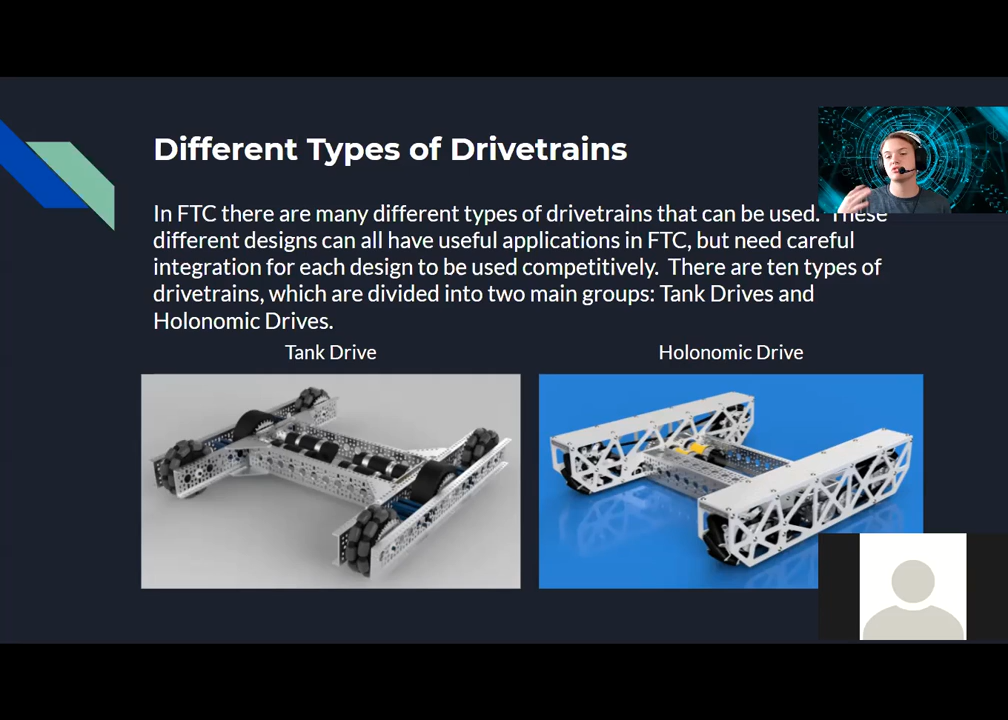 Different Types of Drivetrains
In FTC there are many different types of drivetrains that can be used. These
different designs can all have useful applications in FTC, but need careful
integration for each design to be used competitively. There are ten types of
drivetrains, which are divided into two main groups: Tank Drives and
Holonomic Drives.
Tank Drive
Holonomic Drive